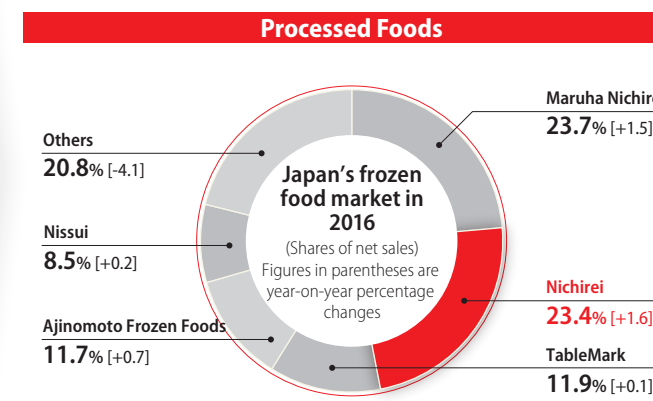 Processed Foods
Maruha Nichir
23.7% [+1.5]
Others
20.8% [-4.1]
Japan's frozen
food market in
2016
(Shares of net sales)
Figures in parentheses are
year-on-year percentage
changes
Nissui
8.5% [+0.2]
Nichirei
23.4% [+1.6]
Ajinomoto Frozen Foods
11.7% [+0.7]
TableMark
11.9% [+0.1]